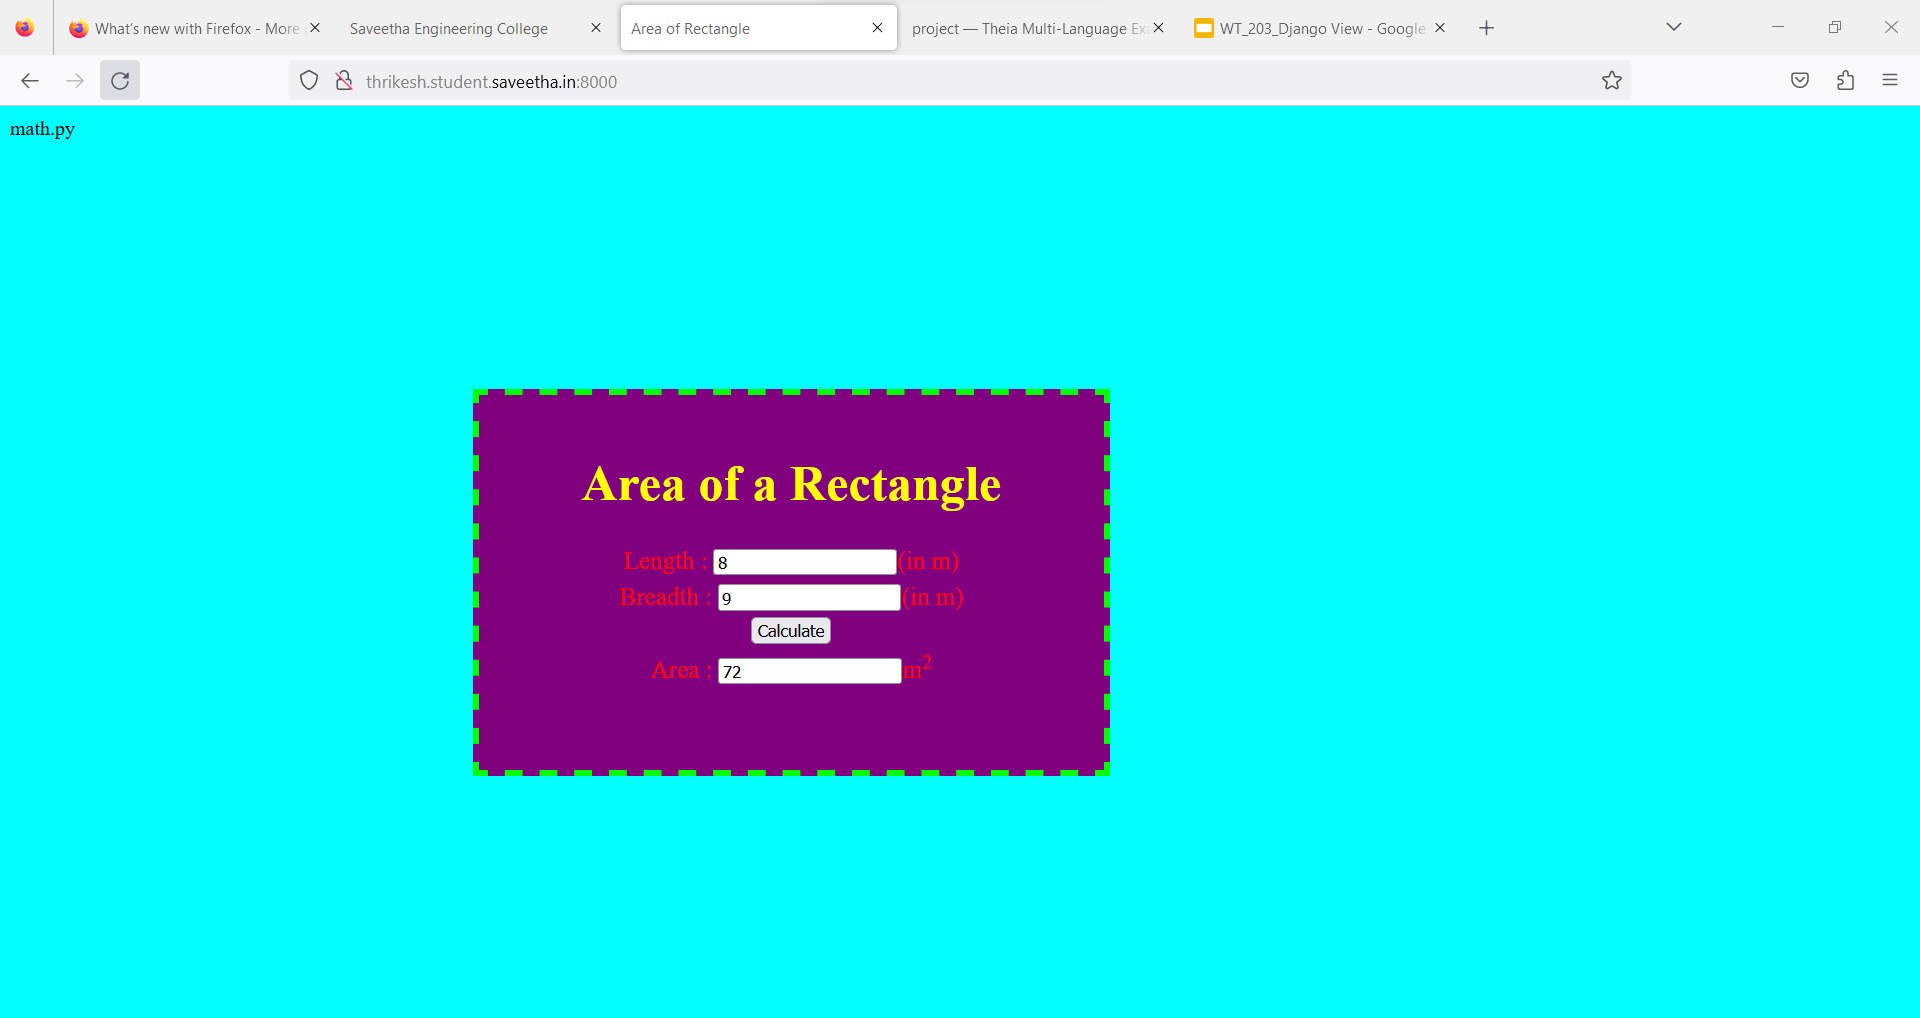 What's new with Firefox - More
Saveetha Engineering College
Area of Rectangle
project — Theia Multi-Language Ex
WT_203_Django View - Google
thrikesh.student.saveetha.in:8000
math.py
Area of a Rectangle
Length : 8 (in m)
Breadth : 9 (in m)
Calculate
Area : 72 m²